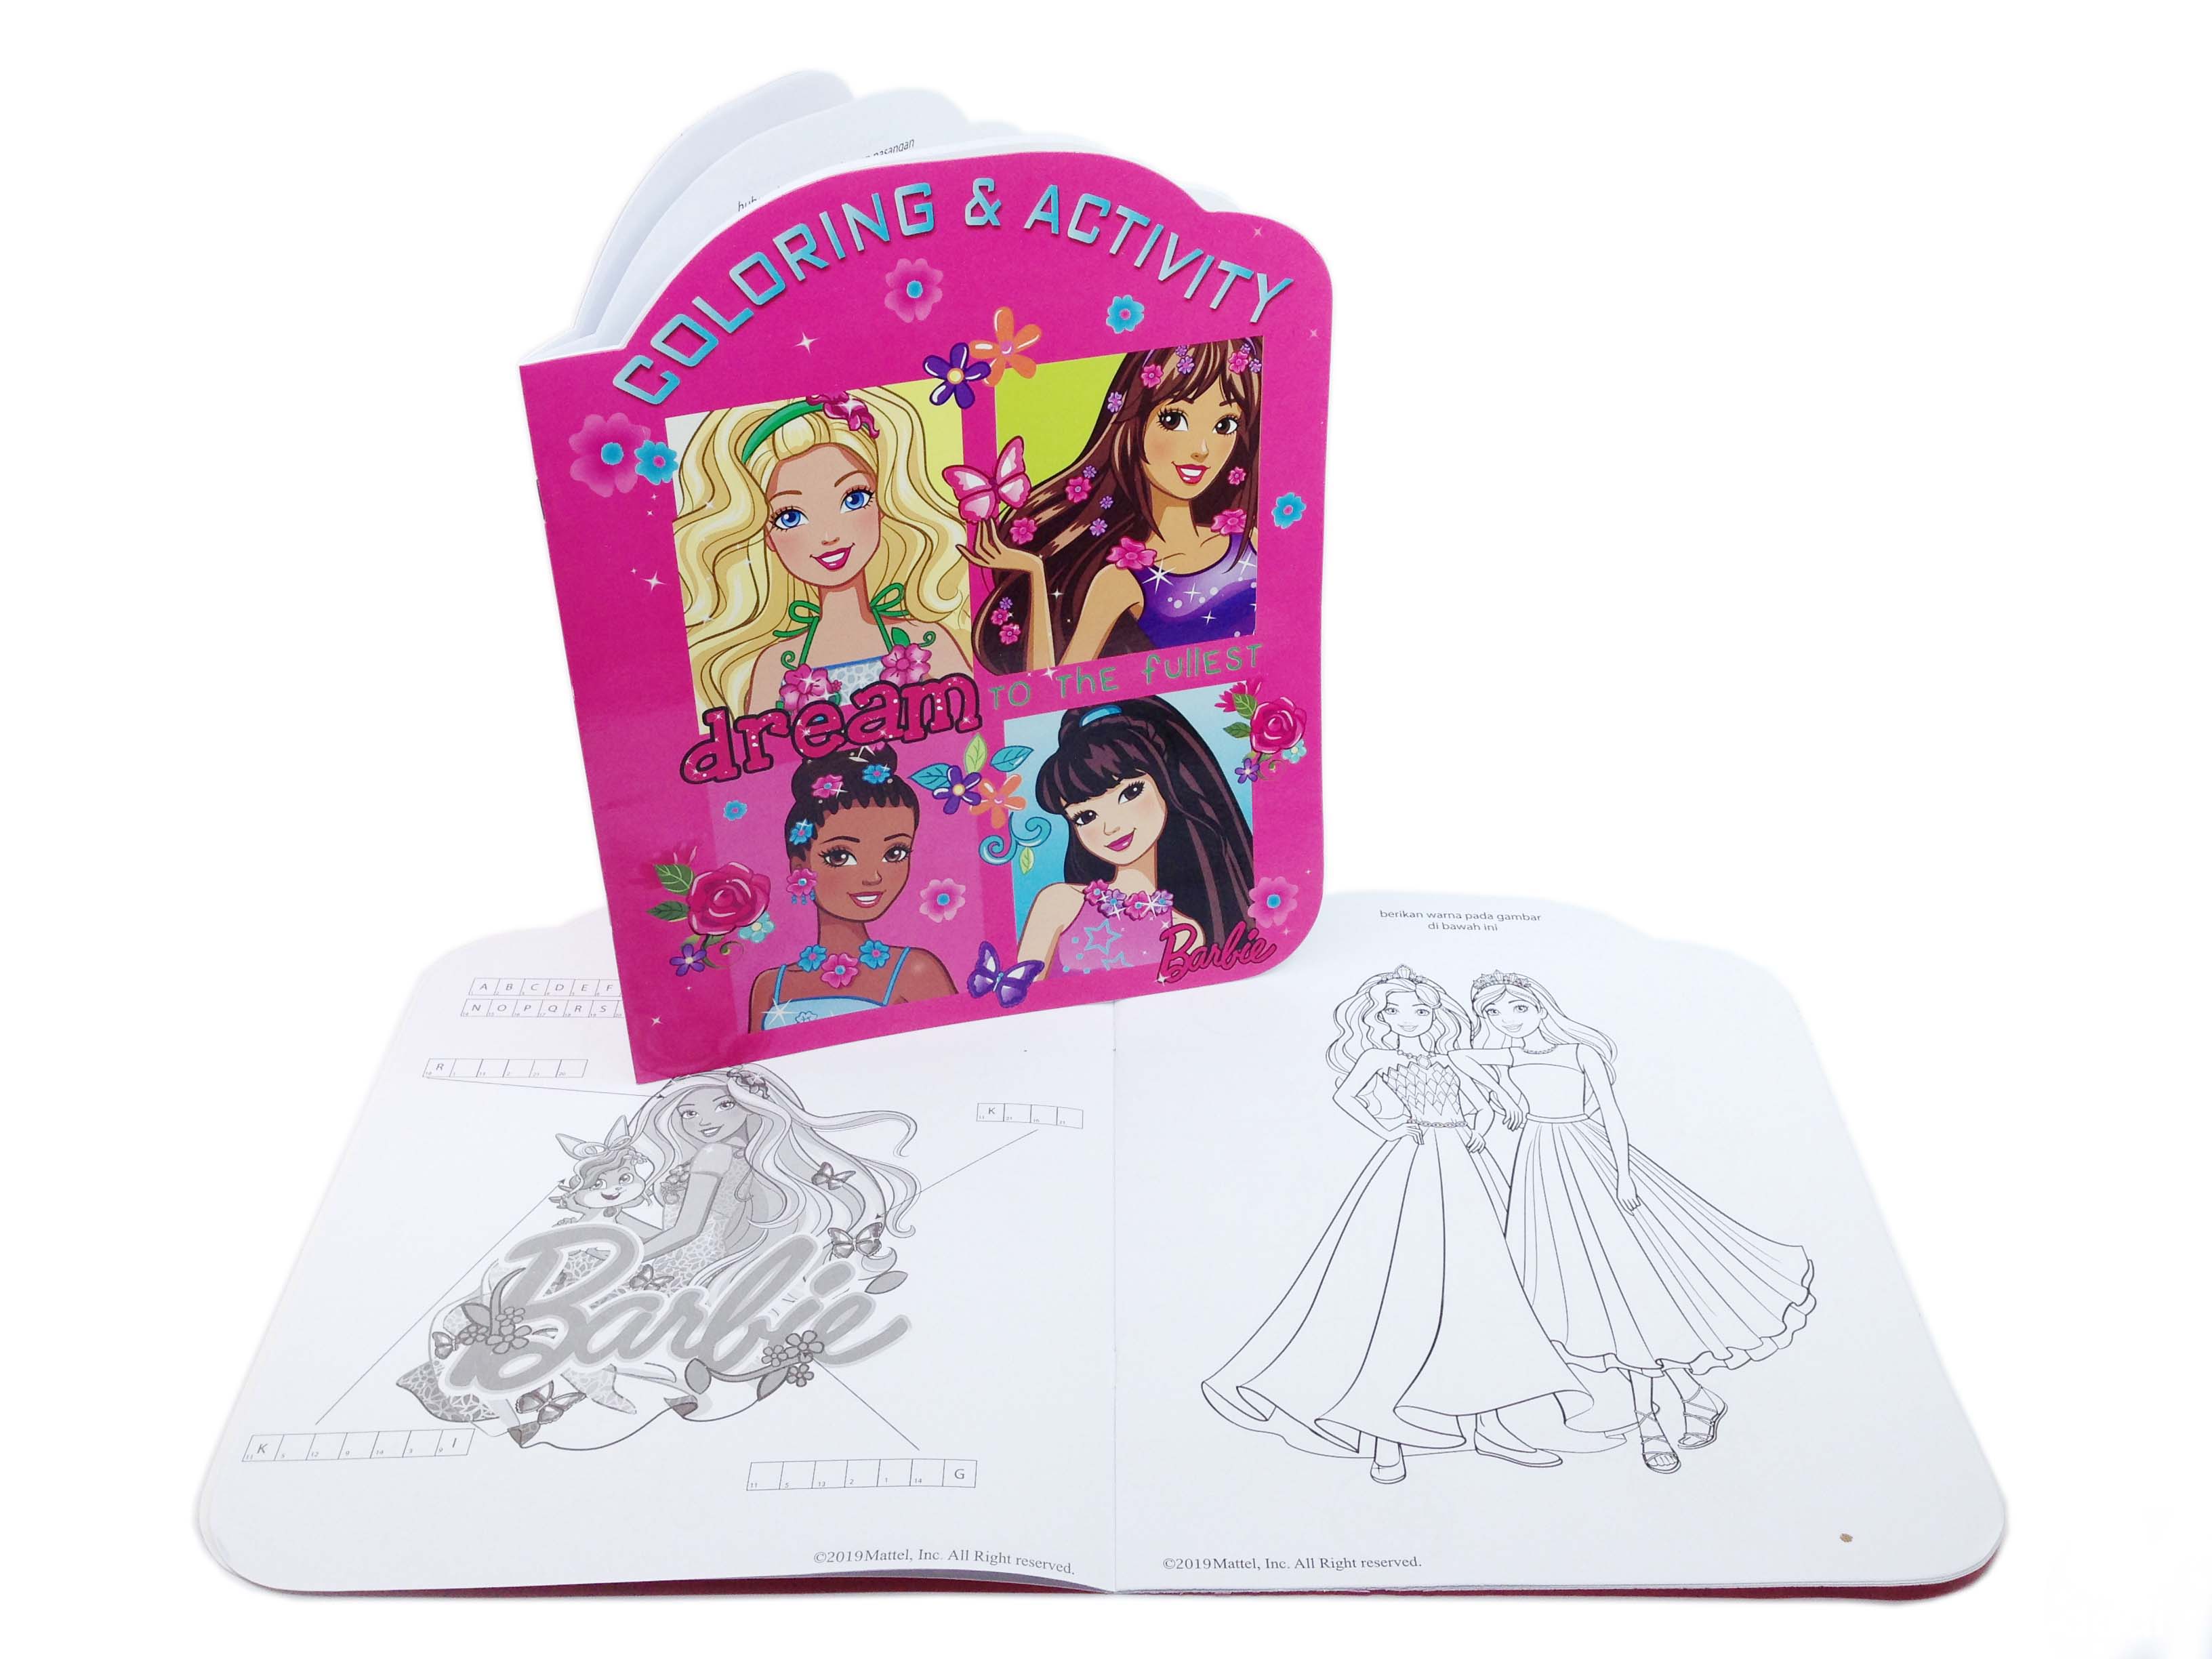 pasangan
COLORING & ACTIVITY
dream TO ThE fullEST
Barbie
berikan warna pada gambar
di bawah ini
A B C D E F
N O P Q R S
R
K
Barbie
K I
G
©2019Mattel, Inc. All Right reserved.
©2019Mattel, Inc. All Right reserved.